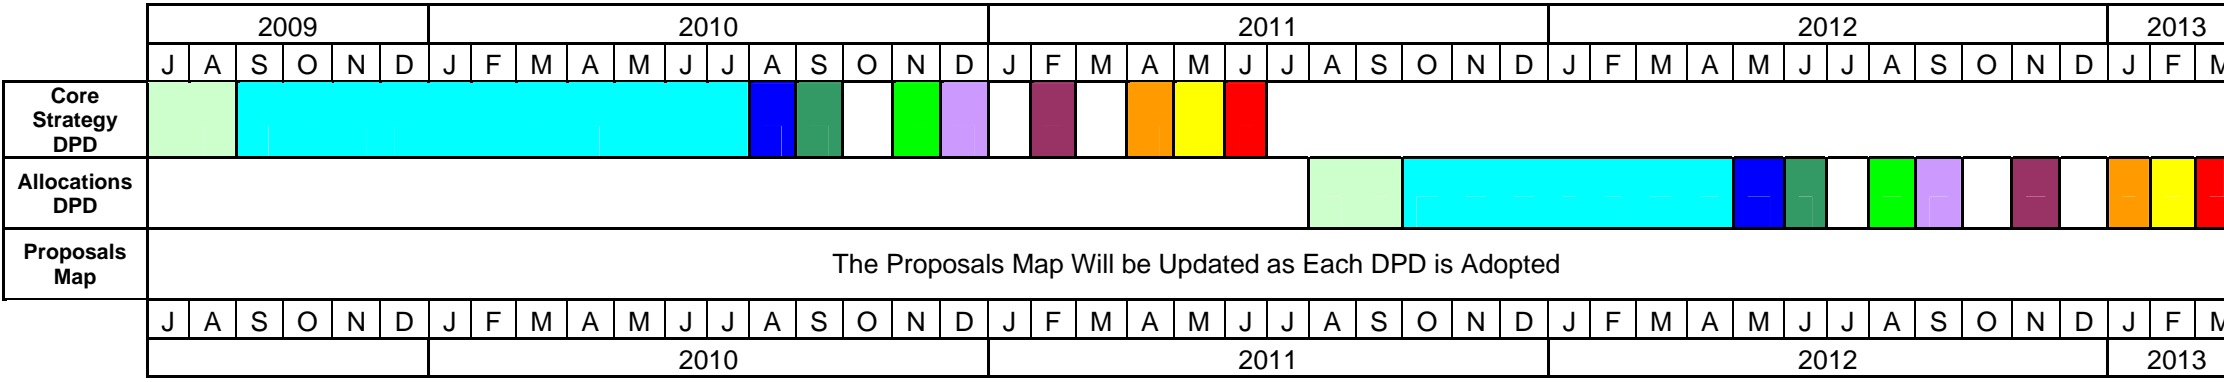 2009 2010 2011 2012 2013
J A S O N D J F M A M J J A S O N D J F M A M J J A S O N D J F M A M J J A S O N D J F M
Core
Strategy
DPD
Allocations
DPD
Proposals
Map
The Proposals Map Will be Updated as Each DPD is Adopted
J A S O N D J F M A M J J A S O N D J F M A M J J A S O N D J F M A M J J A S O N D J F M
2010 2011 2012 2013